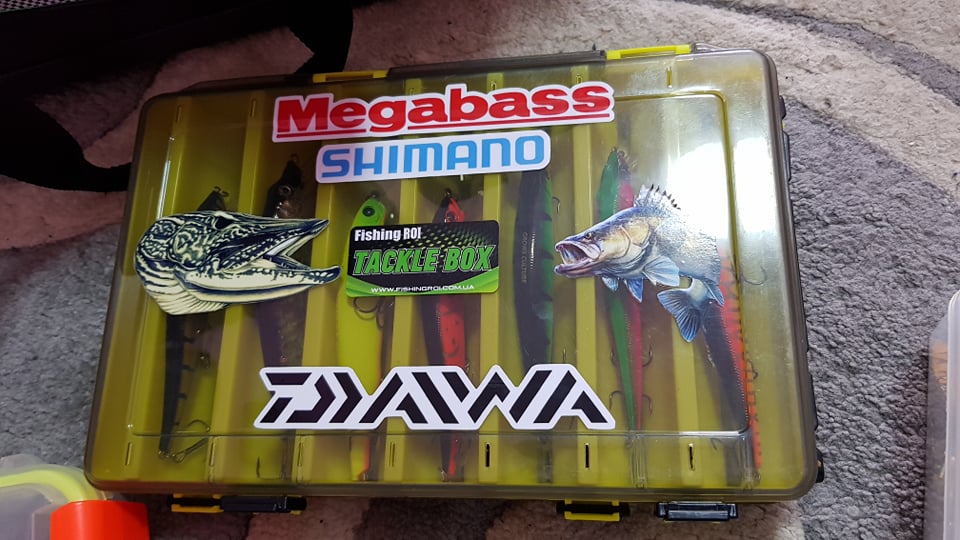 Megabass
SHIMANO
Fishing ROI
TACKLE BOX
WWW.FISHINGROI.COM.UA
DAIWA